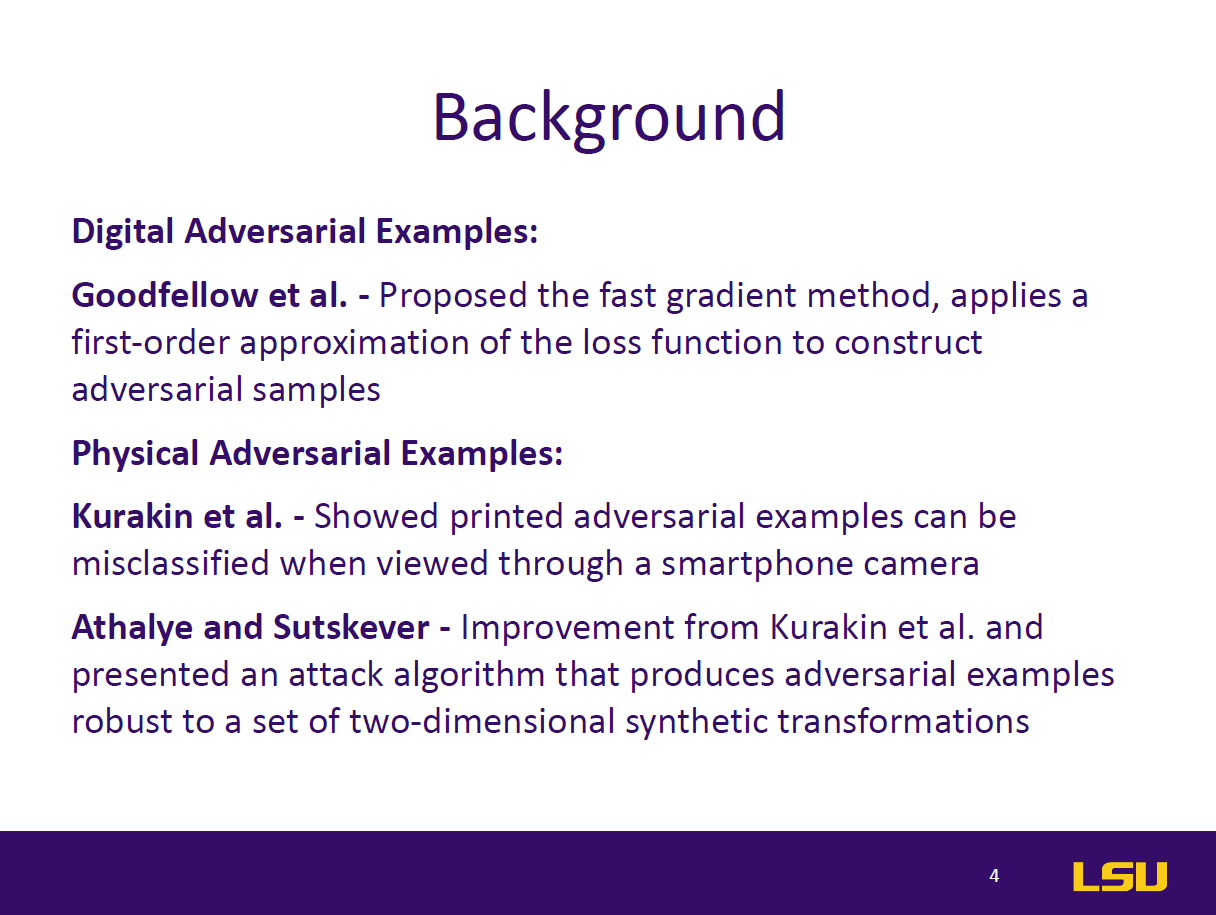 Background
Digital Adversarial Examples:
Goodfellow et al. - Proposed the fast gradient method, applies a
first-order approximation of the loss function to construct
adversarial samples
Physical Adversarial Examples:
Kurakin et al. - Showed printed adversarial examples can be
misclassified when viewed through a smartphone camera
Athalye and Sutskever - Improvement from Kurakin et al. and
presented an attack algorithm that produces adversarial examples
robust to a set of two-dimensional synthetic transformations
4
LSU